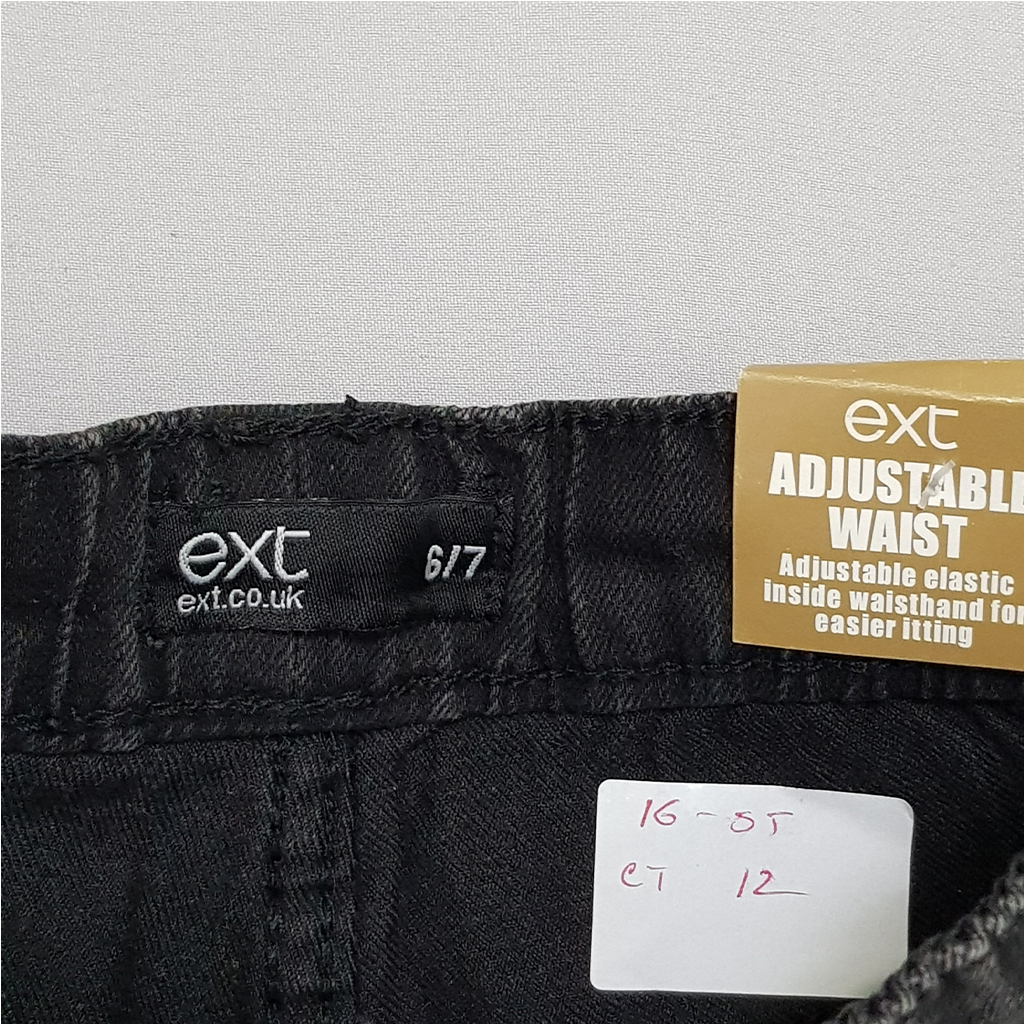 ext
ext.co.uk
6/7
ext
ADJUSTABLE
WAIST
Adjustable elastic
inside waisthand for
easier itting
16 - ST
CT 12